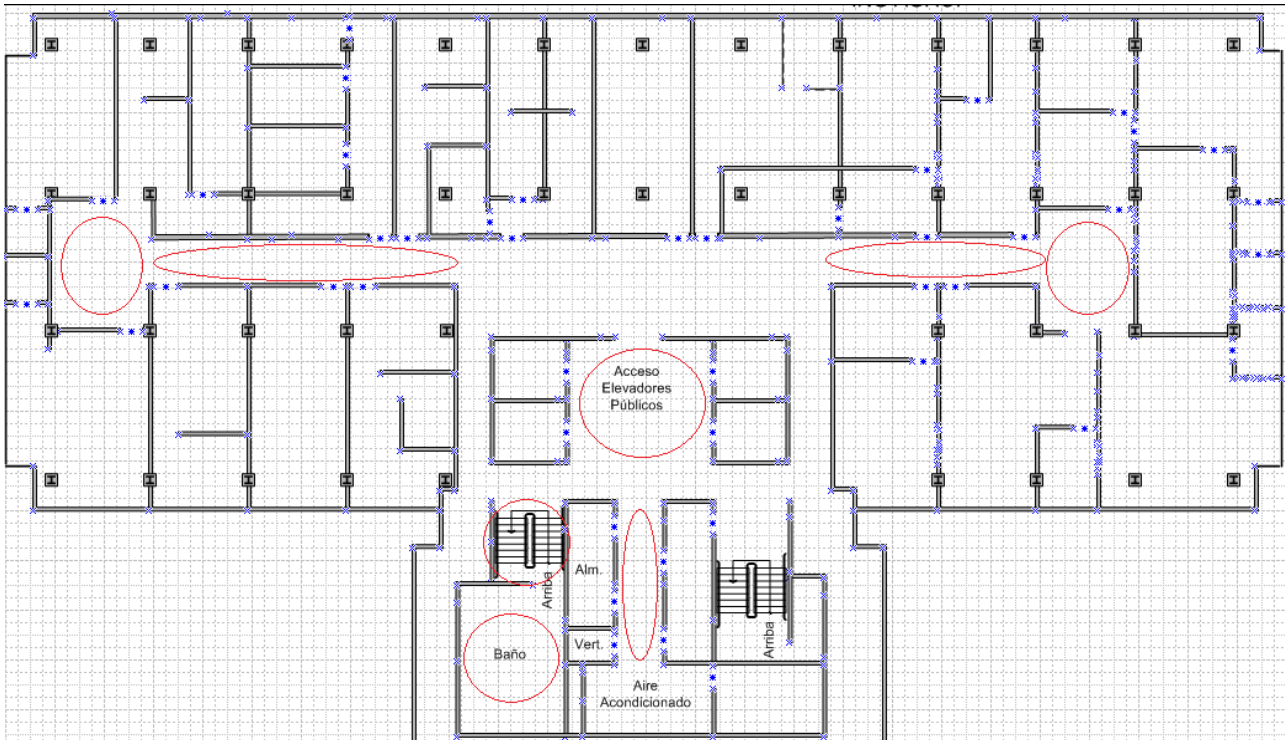 Acceso
Elevadores
Públicos
Arriba
Alm.
Arriba
Vert.
Baño
Aire
Acondicionado